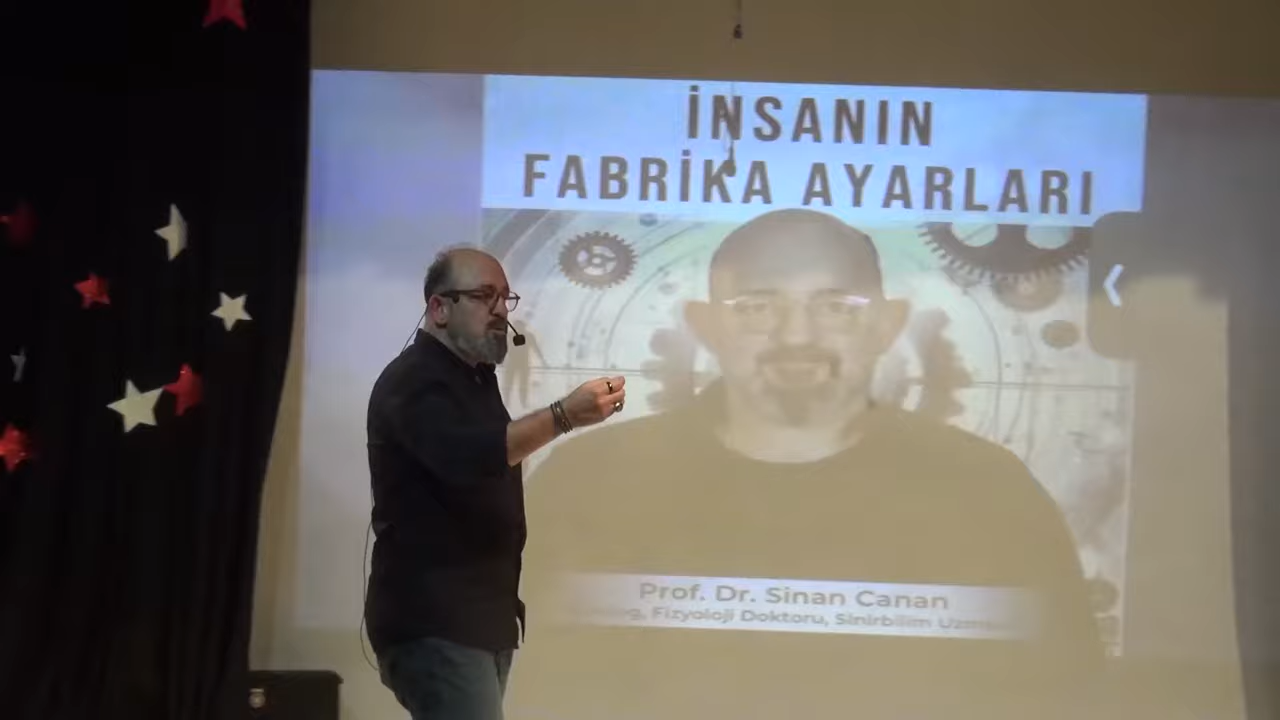 İNSANIN
FABRİKA AYARLARI
Prof. Dr. Sinan Canan
Fizyoloji Doktoru, Sinirbilim